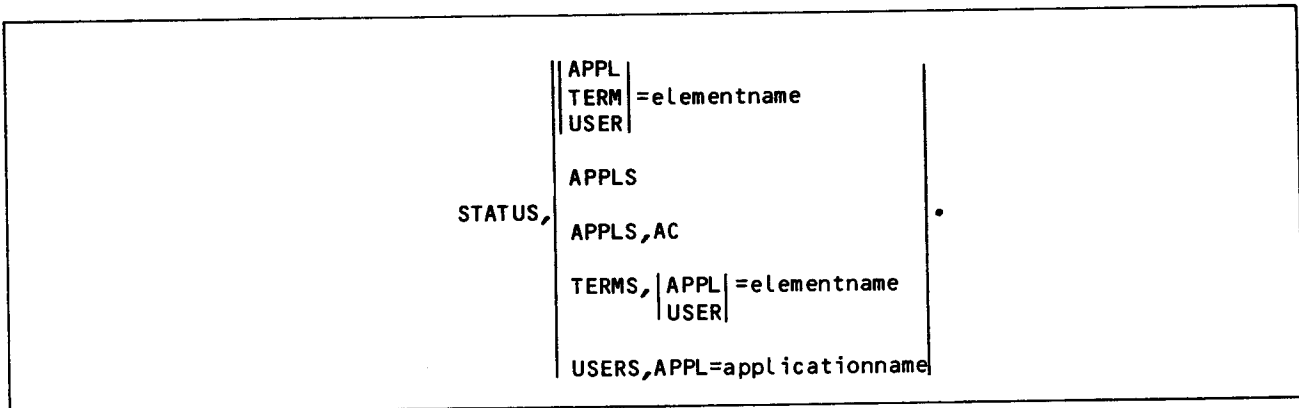 APPL
TERM =elementname
USER
APPLS
STATUS, .
APPLS,AC
TERMS, APPL =elementname
USER
USERS,APPL=applicationname